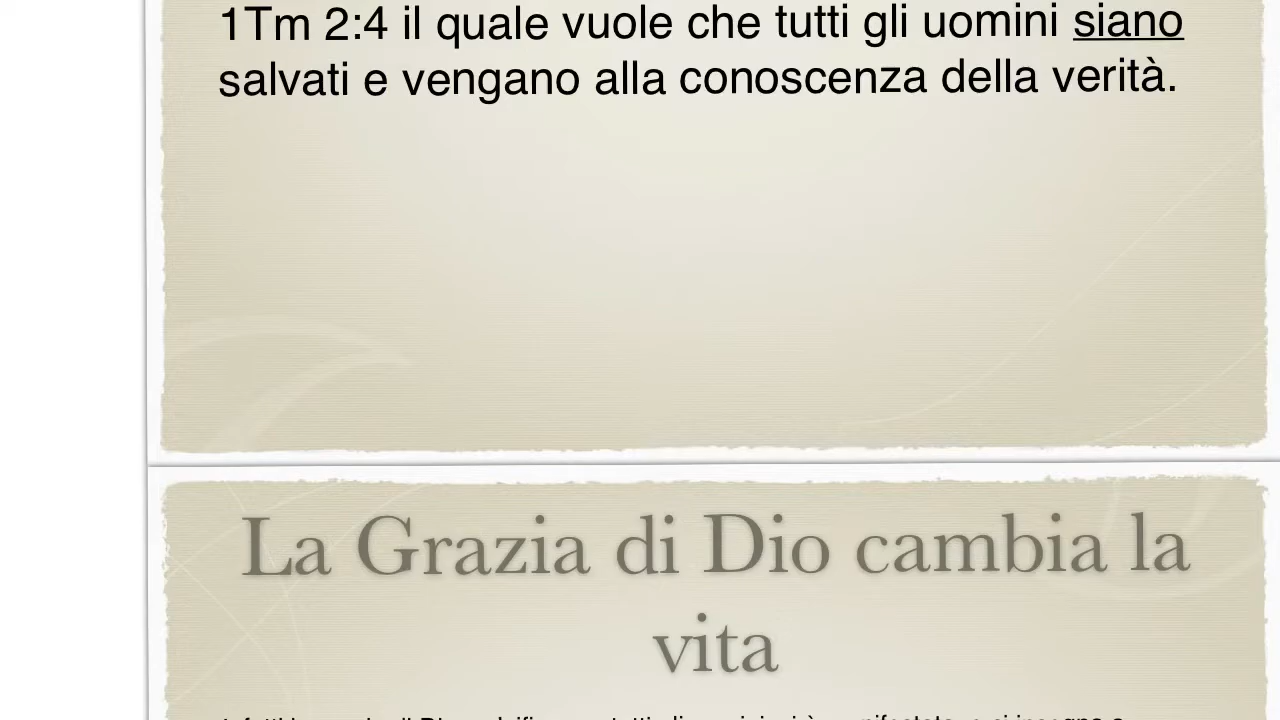 1Tm 2:4 il quale vuole che tutti gli uomini siano
salvati e vengano alla conoscenza della verità.
La Grazia di Dio cambia la
vita